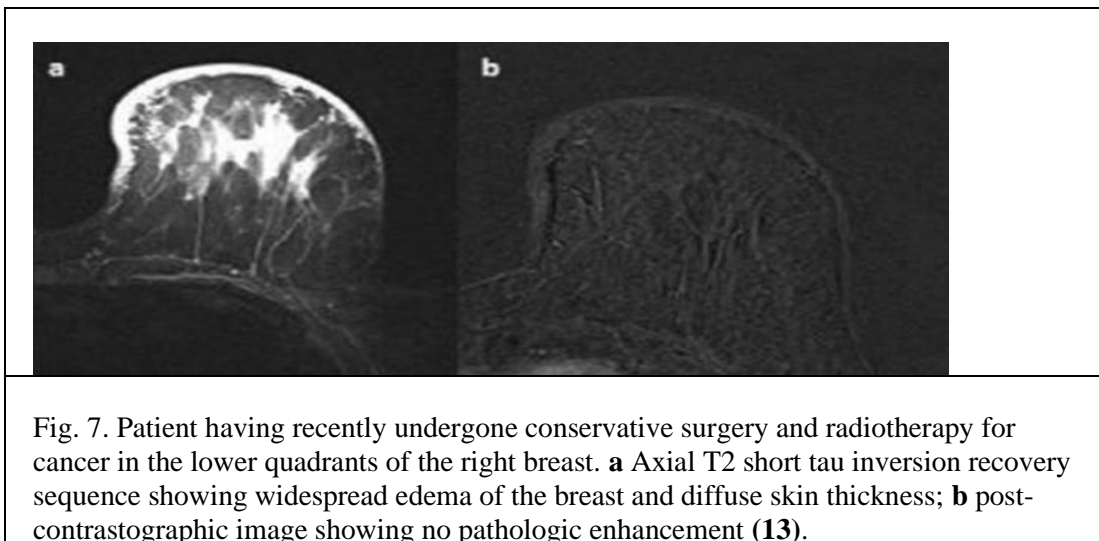 a
b
Fig. 7. Patient having recently undergone conservative surgery and radiotherapy for
cancer in the lower quadrants of the right breast. a Axial T2 short tau inversion recovery
sequence showing widespread edema of the breast and diffuse skin thickness; b post-
contrastographic image showing no pathologic enhancement (13).